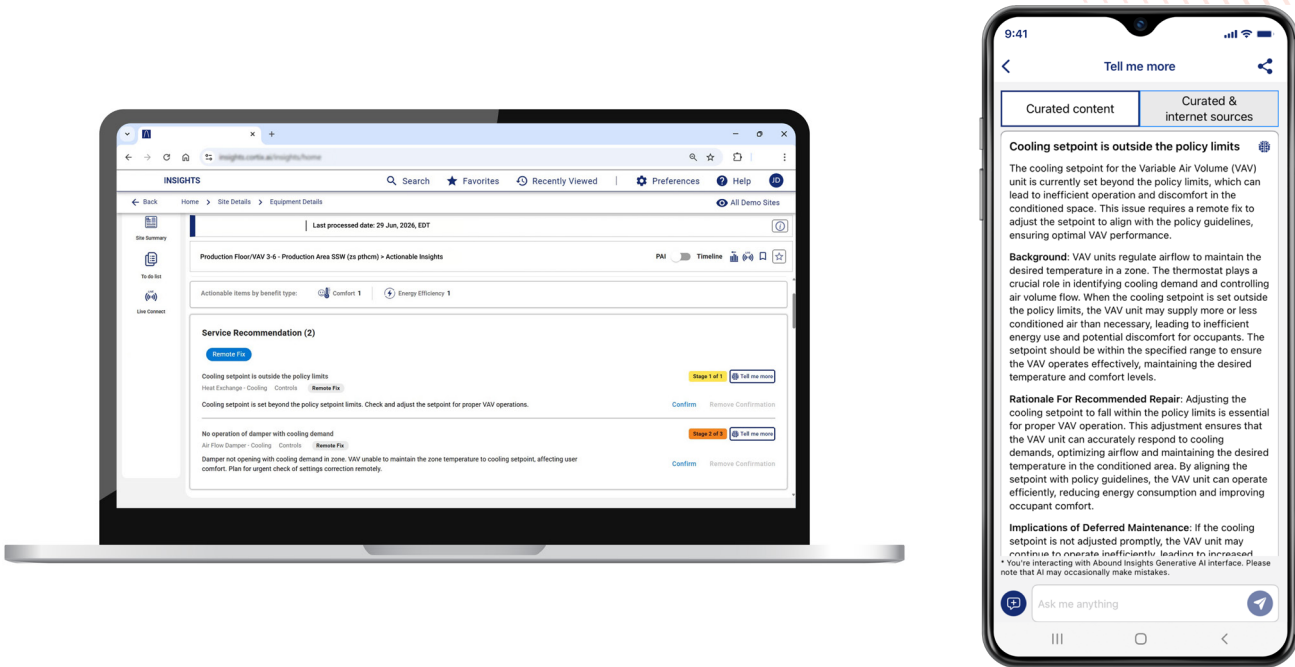 insights.cortix.ai/insights/home
INSIGHTS
Search
Favorites
Recently Viewed
Preferences
Help
JD
Back
Home > Site Details > Equipment Details
All Demo Sites
Site Summary
To do list
Live Connect
Last processed date: 29 Jun, 2026, EDT
Production Floor/VAV 3-6 - Production Area SSW (zs pthcm) > Actionable Insights
PAI
Timeline
Actionable items by benefit type:
Comfort 1
Energy Efficiency 1
Service Recommendation (2)
Remote Fix
Cooling setpoint is outside the policy limits
Stage 1 of 1
Tell me more
Heat Exchange - Cooling Controls Remote Fix
Cooling setpoint is set beyond the policy setpoint limits. Check and adjust the setpoint for proper VAV operations.
Confirm
Remove Confirmation
No operation of damper with cooling demand
Stage 2 of 3
Tell me more
Air Flow Damper - Cooling Controls Remote Fix
Damper not opening with cooling demand in zone. VAV unable to maintain the zone temperature to cooling setpoint, affecting user
comfort. Plan for urgent check of settings correction remotely.
Confirm
Remove Confirmation
9:41
Tell me more
Curated content
Curated &
internet sources
Cooling setpoint is outside the policy limits
The cooling setpoint for the Variable Air Volume (VAV)
unit is currently set beyond the policy limits, which can
lead to inefficient operation and discomfort in the
conditioned space. This issue requires a remote fix to
adjust the setpoint to align with the policy guidelines,
ensuring optimal VAV performance.
Background: VAV units regulate airflow to maintain the
desired temperature in a zone. The thermostat plays a
crucial role in identifying cooling demand and controlling
air volume flow. When the cooling setpoint is set outside
the policy limits, the VAV unit may supply more or less
conditioned air than necessary, leading to inefficient
energy use and potential discomfort for occupants. The
setpoint should be within the specified range to ensure
the VAV operates effectively, maintaining the desired
temperature and comfort levels.
Rationale For Recommended Repair: Adjusting the
cooling setpoint to fall within the policy limits is essential
for proper VAV operation. This adjustment ensures that
the VAV unit can accurately respond to cooling
demands, optimizing airflow and maintaining the desired
temperature in the conditioned area. By aligning the
setpoint with policy guidelines, the VAV unit can operate
efficiently, reducing energy consumption and improving
occupant comfort.
Implications of Deferred Maintenance: If the cooling
setpoint is not adjusted promptly, the VAV unit may
continue to operate inefficiently, leading to increased
* You're interacting with Abound Insights Generative AI interface. Please
note that AI may occasionally make mistakes.
Ask me anything